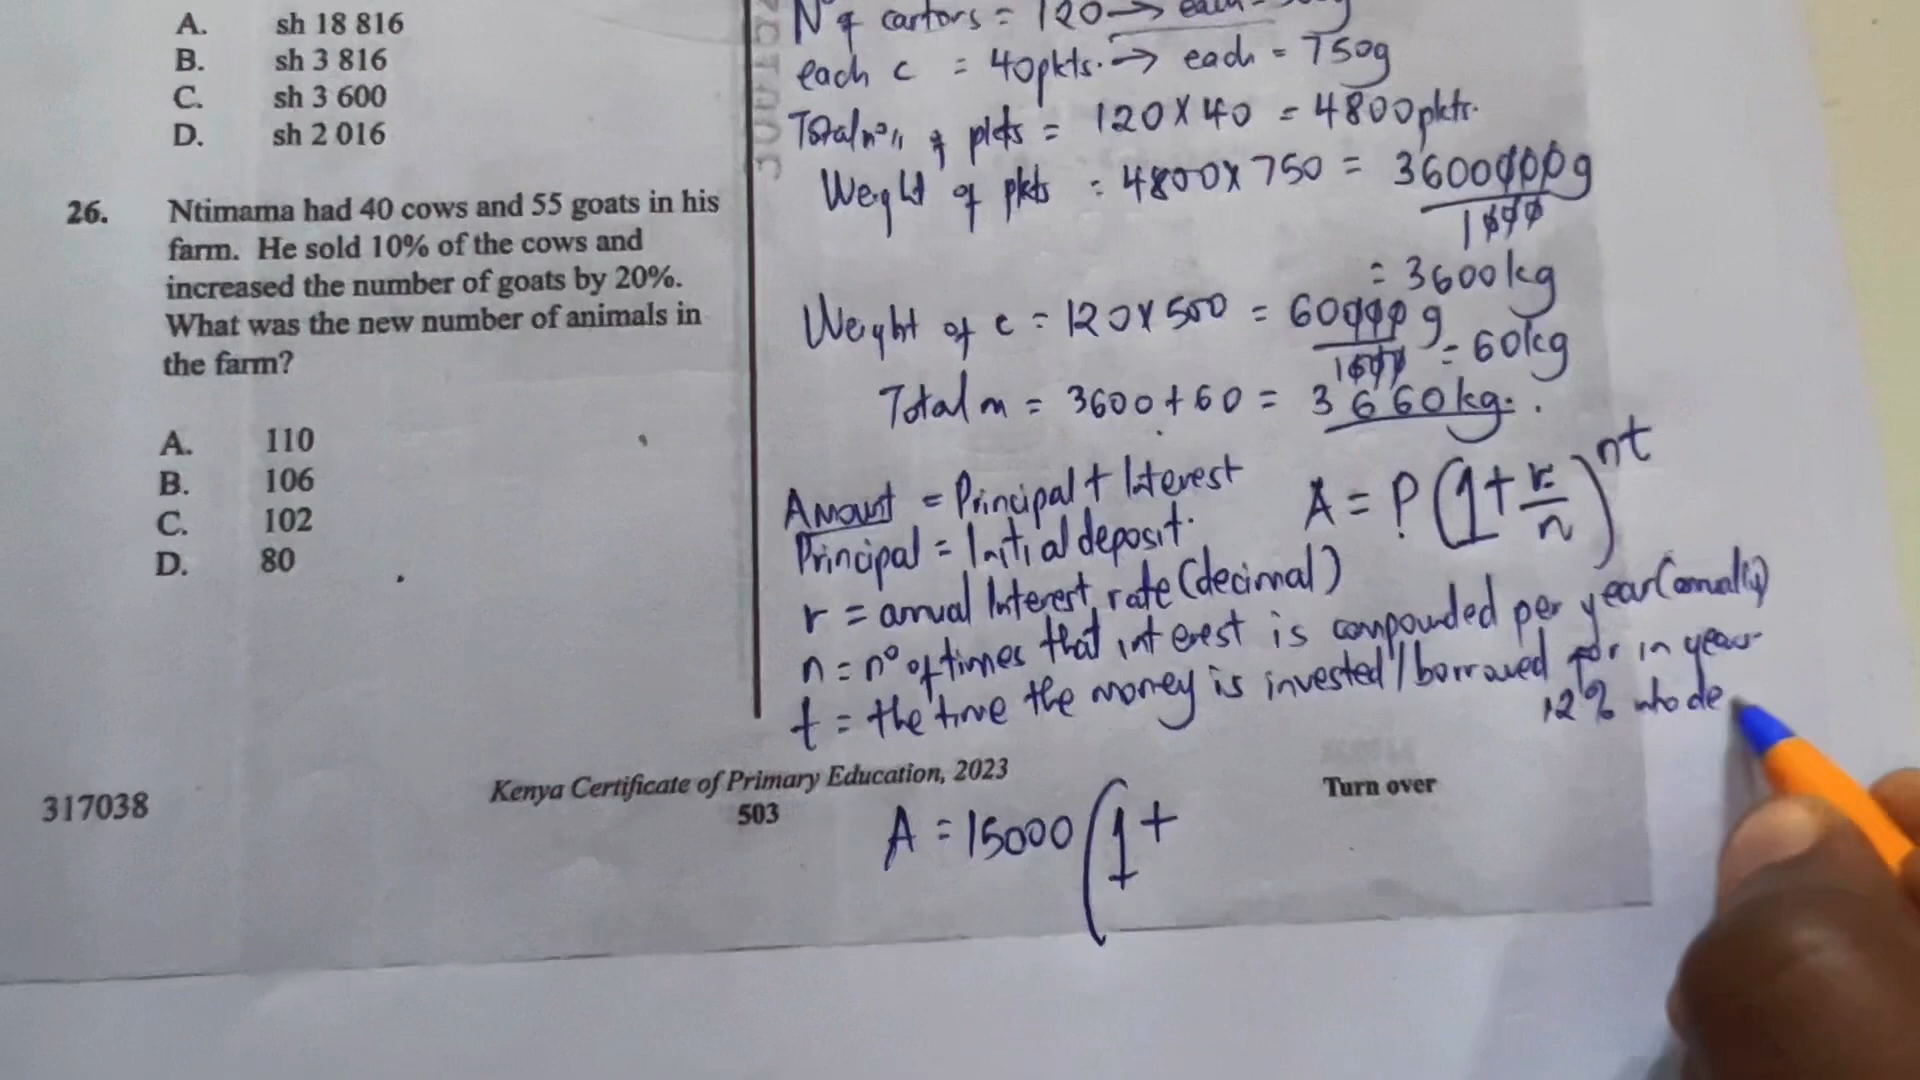 A. sh 18 816
B. sh 3 816
C. sh 3 600
D. sh 2 016
26. Ntimama had 40 cows and 55 goats in his
farm. He sold 10% of the cows and
increased the number of goats by 20%.
What was the new number of animals in
the farm?
A. 110
B. 106
C. 102
D. 80
Nº of cartons = 120 → each =
each c = 40pkts. → each = 750g
Total nº of pkts = 120 X 40 = 4800pkts.
Weight of pkts = 4800 x 750 = 3600000g
1000
= 3600kg
Weight of c = 120 x 500 = 60000 g
1000 = 60kg
Total m = 3600 + 60 = 3660kg.
Amount = Principal + Interest
A = P (1 + r/n)^nt
Principal = Initial deposit.
r = annual Interest rate (decimal)
n = nº of times that interest is compounded per year (annually)
t = the time the money is invested / borrowed for in years
12% into de
Kenya Certificate of Primary Education, 2023
317038
503
Turn over
A = 15000 (1 +